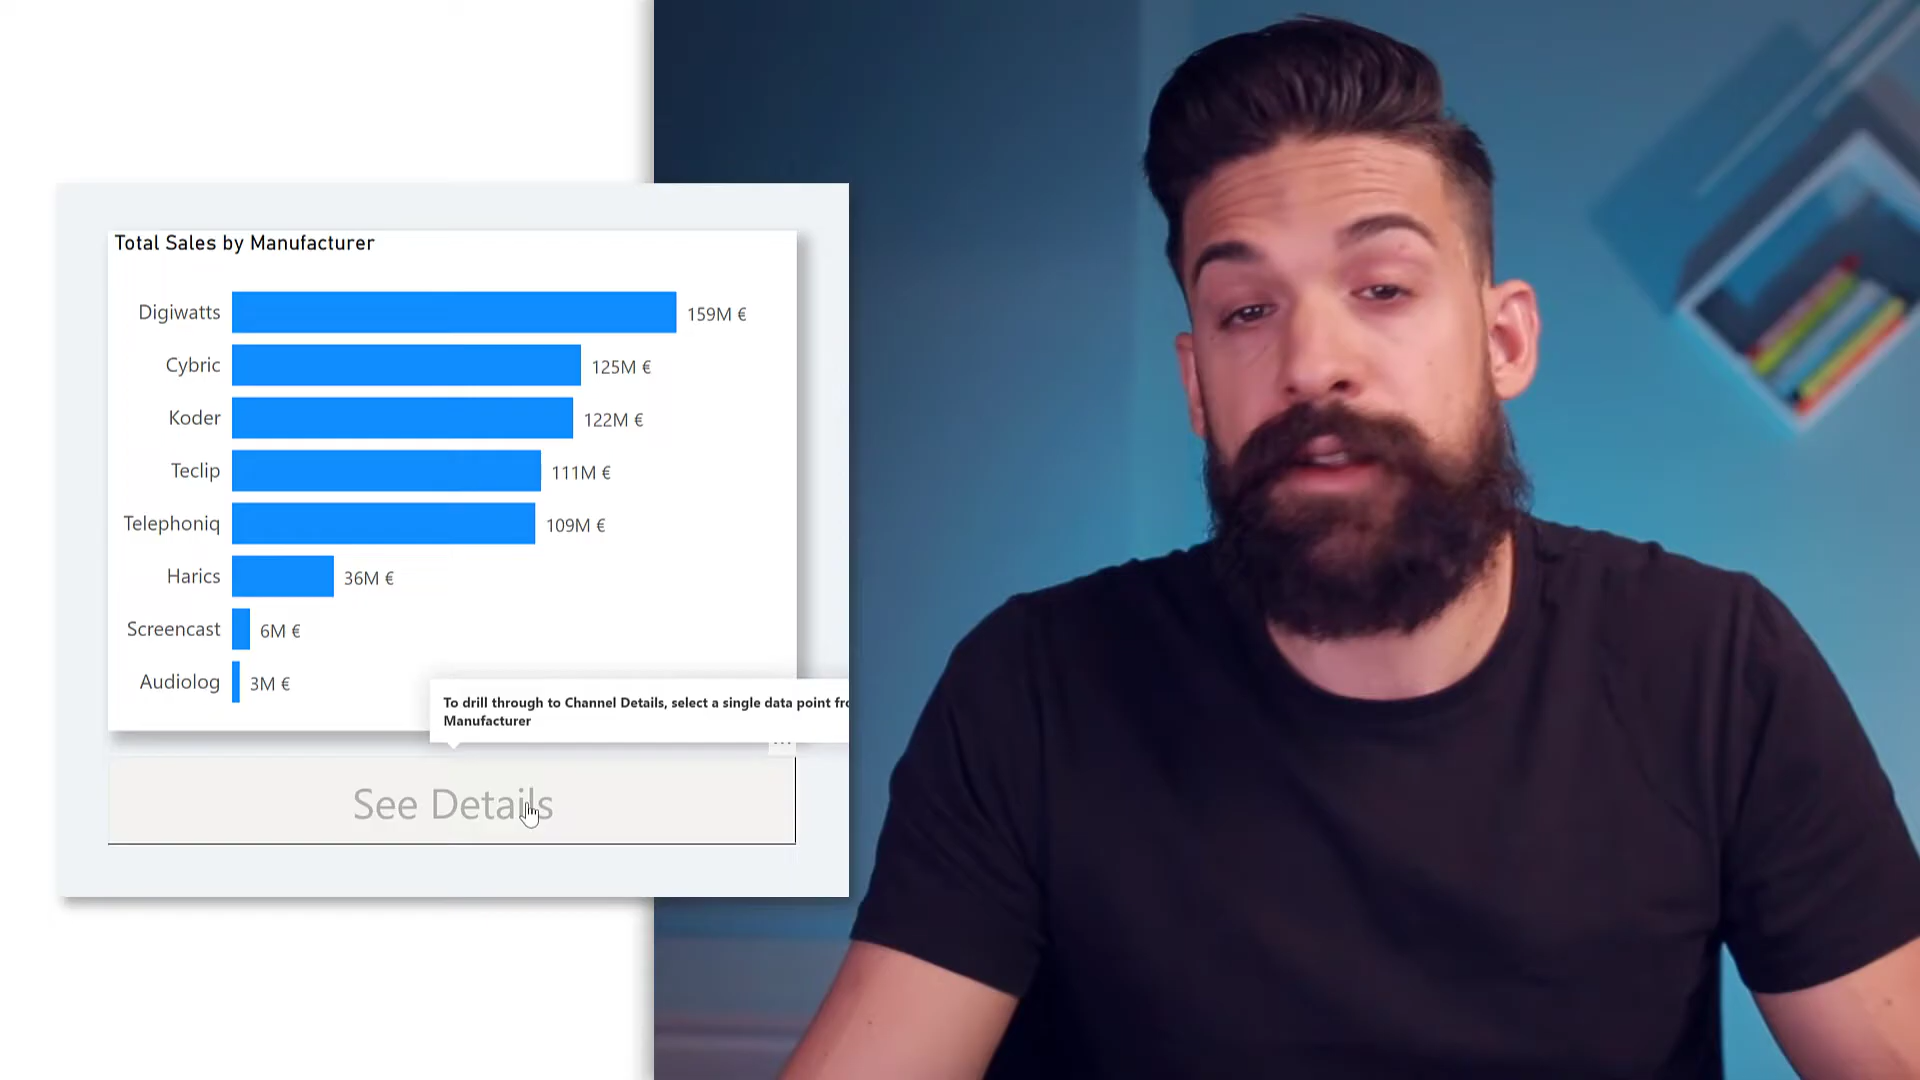 Total Sales by Manufacturer
Digiwatts 159M €
Cybric 125M €
Koder 122M €
Teclip 111M €
Telephoniq 109M €
Harics 36M €
Screencast 6M €
Audiolog 3M €
To drill through to Channel Details, select a single data point
Manufacturer
See Details